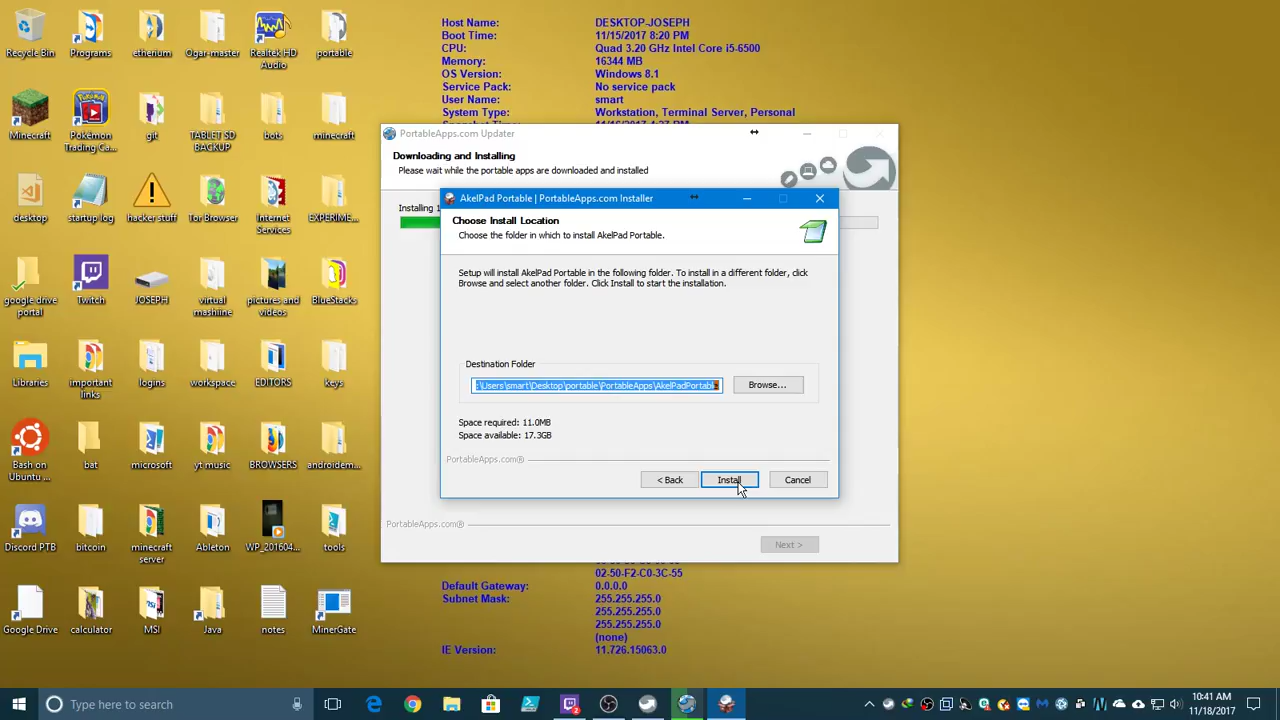 Host Name: DESKTOP-JOSEPH
Boot Time: 11/15/2017 8:20 PM
CPU: Quad 3.20 GHz Intel Core i5-6500
Memory: 16344 MB
OS Version: Windows 8.1
Service Pack: No service pack
User Name: smart
System Type: Workstation, Terminal Server, Personal
Recycle Bin
Programs
etherium
Ogar-master
Realtek HD
Audio
portable
Minecraft
Pokémon
Trading Ca...
git
TABLET SD
BACKUP
bots
minecraft
desktop
startup log
hacker stuff
Tor Browser
Internet
Services
EXPERIME...
google drive
portal
Twitch
JOSEPH
virtual
mashiine
pictures and
videos
BlueStacks
Libraries
important
links
logins
workspace
EDITORS
keys
Bash on
Ubuntu ...
bat
microsoft
yt music
BROWSERS
androidem...
Discord PTB
bitcoin
minecraft
server
Ableton
WP_201604...
tools
Google Drive
calculator
MSI
Java
notes
MinerGate
PortableApps.com Updater
Downloading and Installing
Please wait while the portable apps are downloaded and installed
Installing 1
AkelPad Portable | PortableApps.com Installer
Choose Install Location
Choose the folder in which to install AkelPad Portable.
Setup will install AkelPad Portable in the following folder. To install in a different folder, click
Browse and select another folder. Click Install to start the installation.
Destination Folder
:\Users\smart\Desktop\portable\PortableApps\AkelPadPortable
Browse...
Space required: 11.0MB
Space available: 17.3GB
PortableApps.com®
< Back
Install
Cancel
PortableApps.com®
Next >
02-50-F2-C0-3C-55
Default Gateway: 0.0.0.0
Subnet Mask: 255.255.255.0
255.255.255.0
255.255.255.0
(none)
IE Version: 11.726.15063.0
Type here to search
10:41 AM
11/18/2017